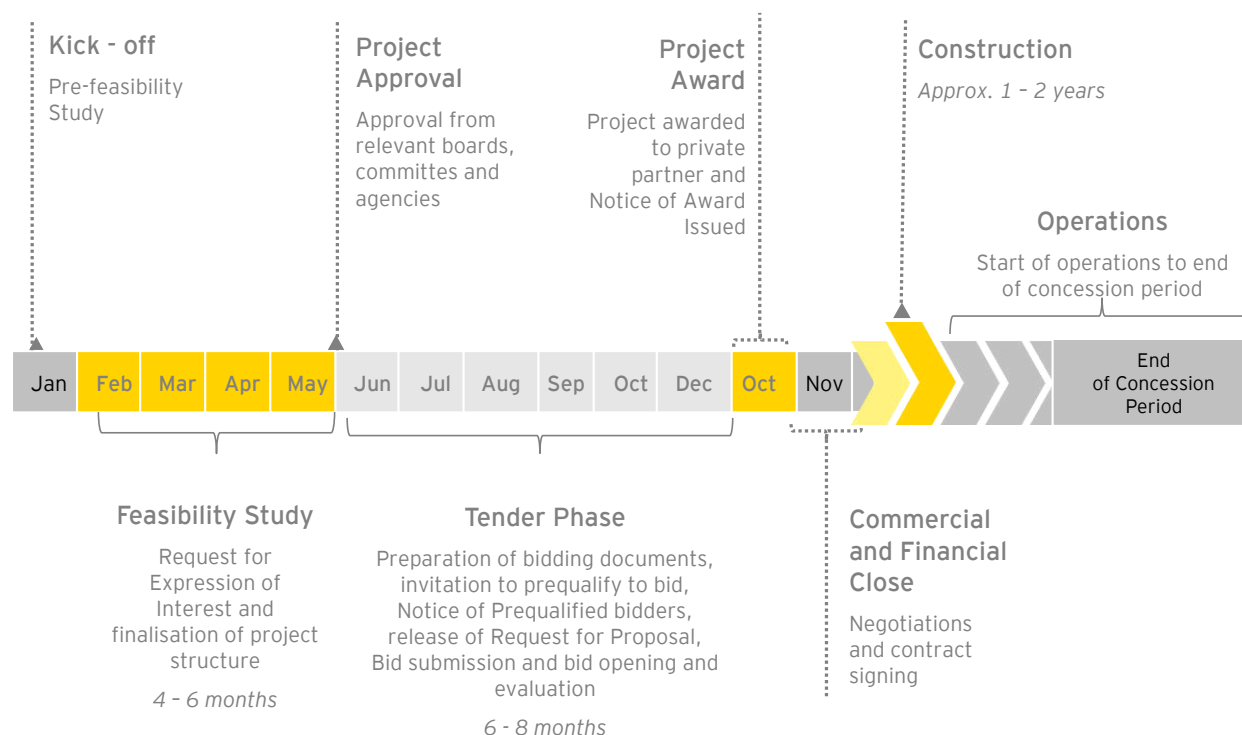 Kick - off
Pre-feasibility
Study
Project
Approval
Approval from
relevant boards,
committes and
agencies
Project
Award
Project awarded
to private
partner and
Notice of Award
Issued
Construction
Approx. 1 – 2 years
Operations
Start of operations to end
of concession period
Jan Feb Mar Apr May Jun Jul Aug Sep Oct Dec Oct Nov
End
of Concession
Period
Feasibility Study
Request for
Expression of
Interest and
finalisation of project
structure
4 – 6 months
Tender Phase
Preparation of bidding documents,
invitation to prequalify to bid,
Notice of Prequalified bidders,
release of Request for Proposal,
Bid submission and bid opening and
evaluation
6 - 8 months
Commercial
and Financial
Close
Negotiations
and contract
signing